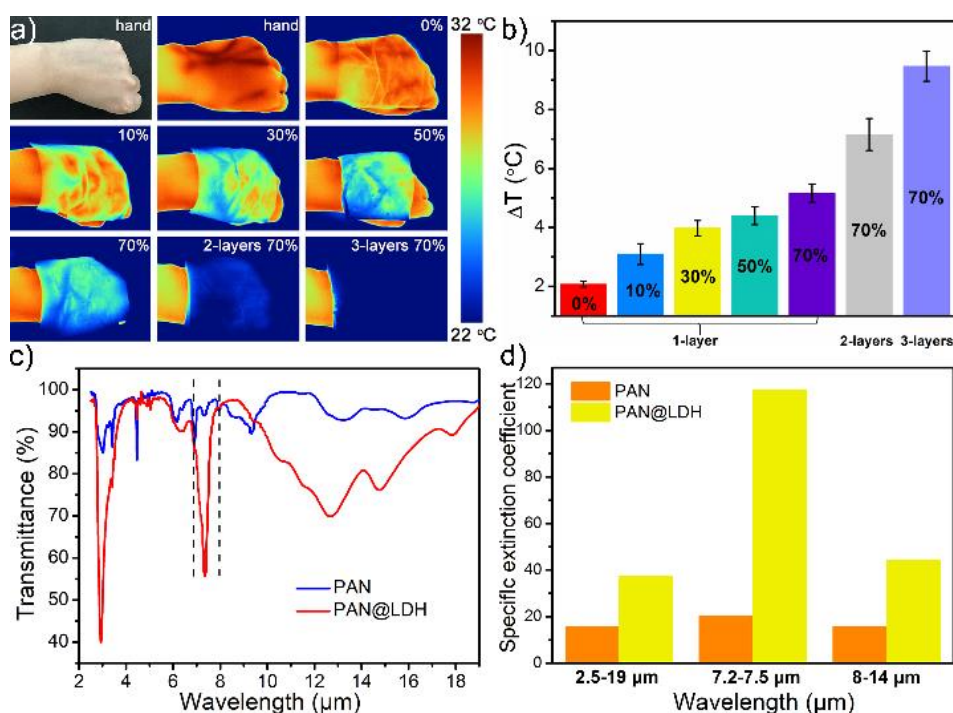 a)
hand
hand
0%
32 °C
10%
30%
50%
70%
2-layers 70%
3-layers 70%
22 °C
b)
10
8
6
4
2
ΔT (°C)
0%
10%
30%
50%
70%
70%
70%
1-layer
2-layers
3-layers
c)
100
90
80
70
60
50
40
Transmittance (%)
PAN
PAN@LDH
2 4 6 8 10 12 14 16 18
Wavelength (μm)
d)
120
100
80
60
40
20
0
Specific extinction coefficient
PAN
PAN@LDH
2.5-19 μm
7.2-7.5 μm
8-14 μm
Wavelength (μm)